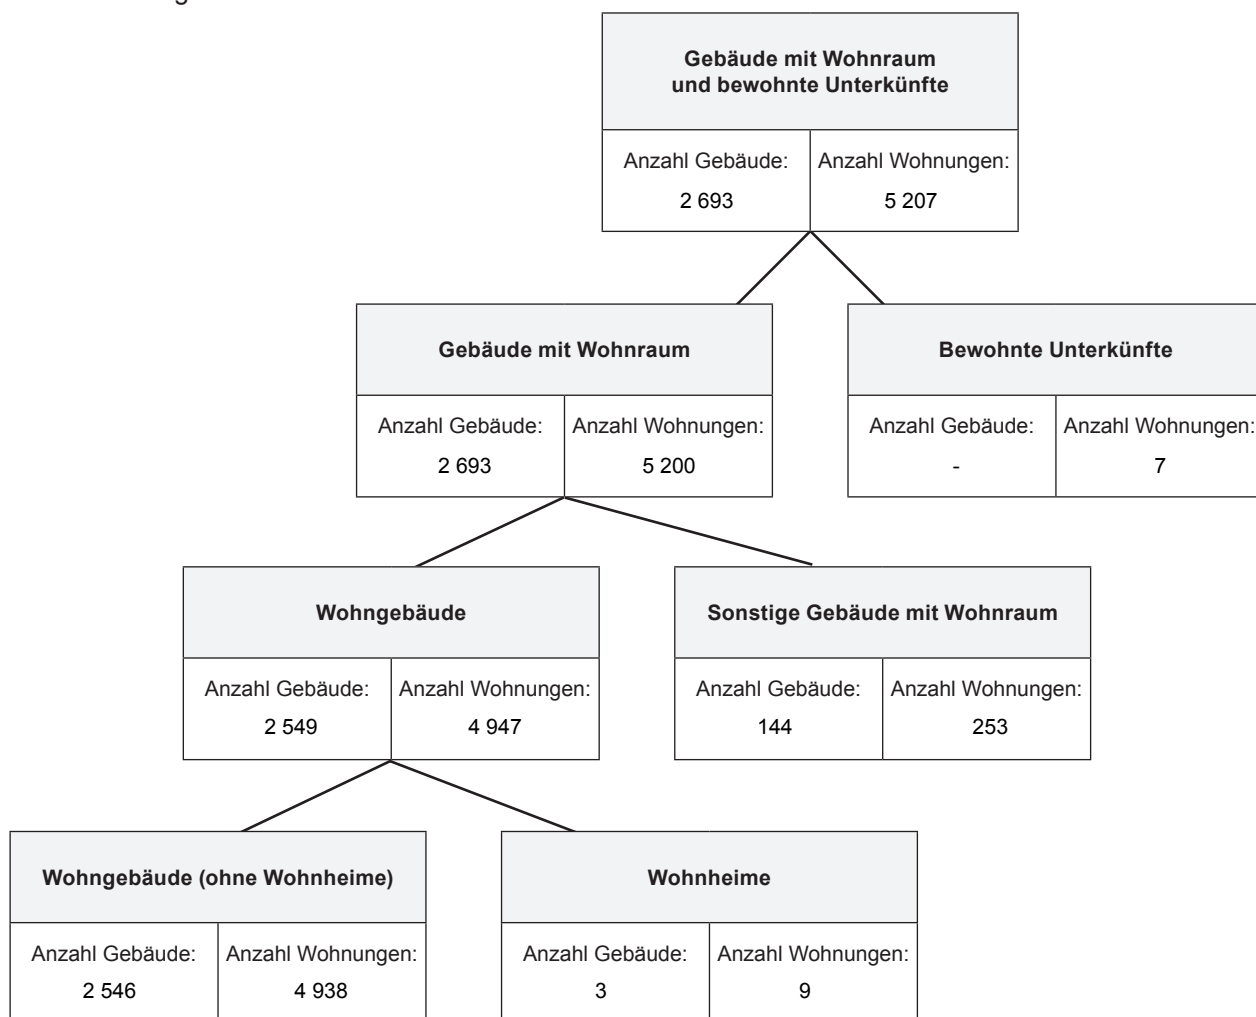 Gebäude mit Wohnraum
und bewohnte Unterkünfte
Anzahl Gebäude: Anzahl Wohnungen:
2 693 5 207
Gebäude mit Wohnraum
Anzahl Gebäude: Anzahl Wohnungen:
2 693 5 200
Bewohnte Unterkünfte
Anzahl Gebäude: Anzahl Wohnungen:
- 7
Wohngebäude
Anzahl Gebäude: Anzahl Wohnungen:
2 549 4 947
Sonstige Gebäude mit Wohnraum
Anzahl Gebäude: Anzahl Wohnungen:
144 253
Wohngebäude (ohne Wohnheime)
Anzahl Gebäude: Anzahl Wohnungen:
2 546 4 938
Wohnheime
Anzahl Gebäude: Anzahl Wohnungen:
3 9